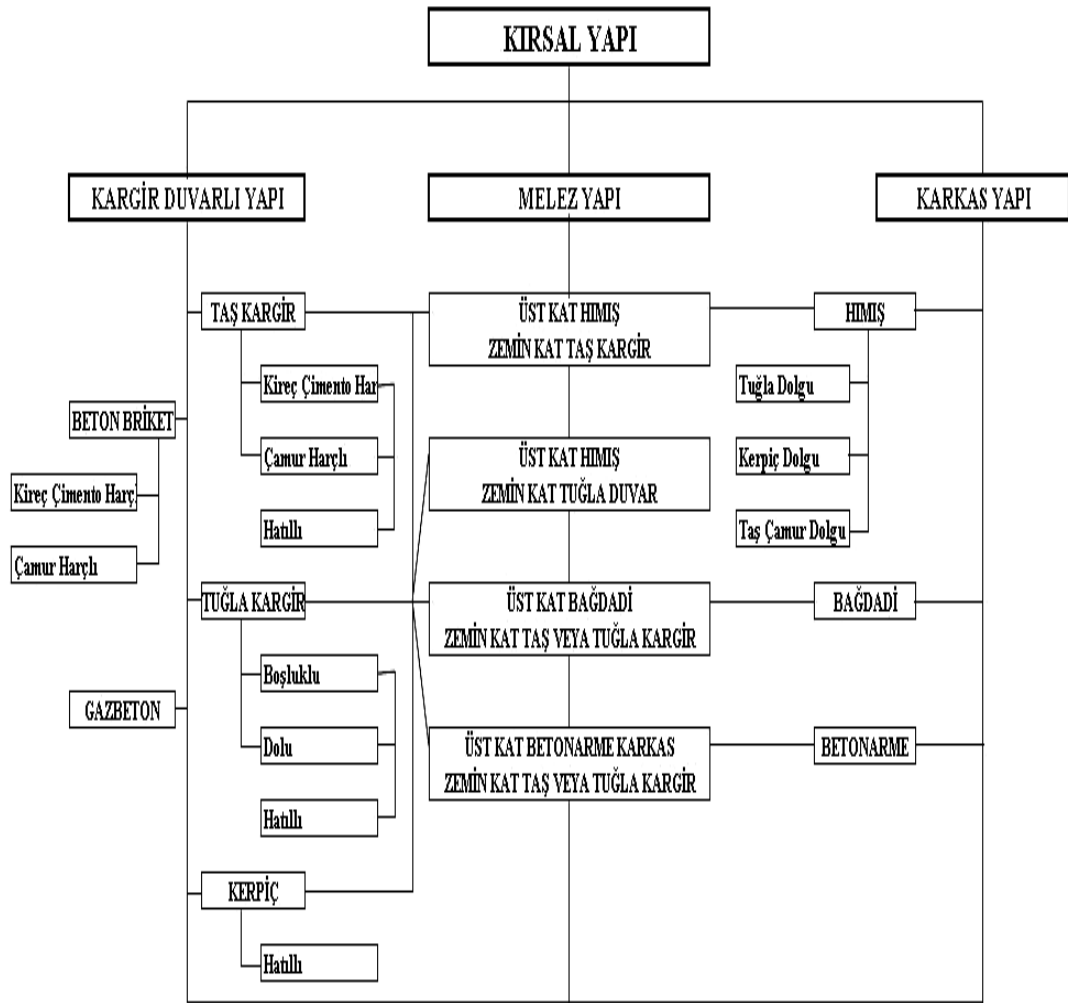 KIRSAL YAPI
KARGİR DUVARLI YAPI
MELEZ YAPI
KARKAS YAPI
TAŞ KARGİR
Kireç Çimento Har
Çamur Harçlı
Hatıllı
BETON BRİKET
Kireç Çimento Harç
Çamur Harçlı
TUĞLA KARGİR
Boşluklu
Dolu
Hatıllı
GAZBETON
KERPİÇ
Hatıllı
ÜST KAT HIMIŞ
ZEMİN KAT TAŞ KARGİR
ÜST KAT HIMIŞ
ZEMİN KAT TUĞLA DUVAR
ÜST KAT BAĞDADİ
ZEMİN KAT TAŞ VEYA TUĞLA KARGİR
ÜST KAT BETONARME KARKAS
ZEMİN KAT TAŞ VEYA TUĞLA KARGİR
HIMIŞ
Tuğla Dolgu
Kerpiç Dolgu
Taş Çamur Dolgu
BAĞDADİ
BETONARME